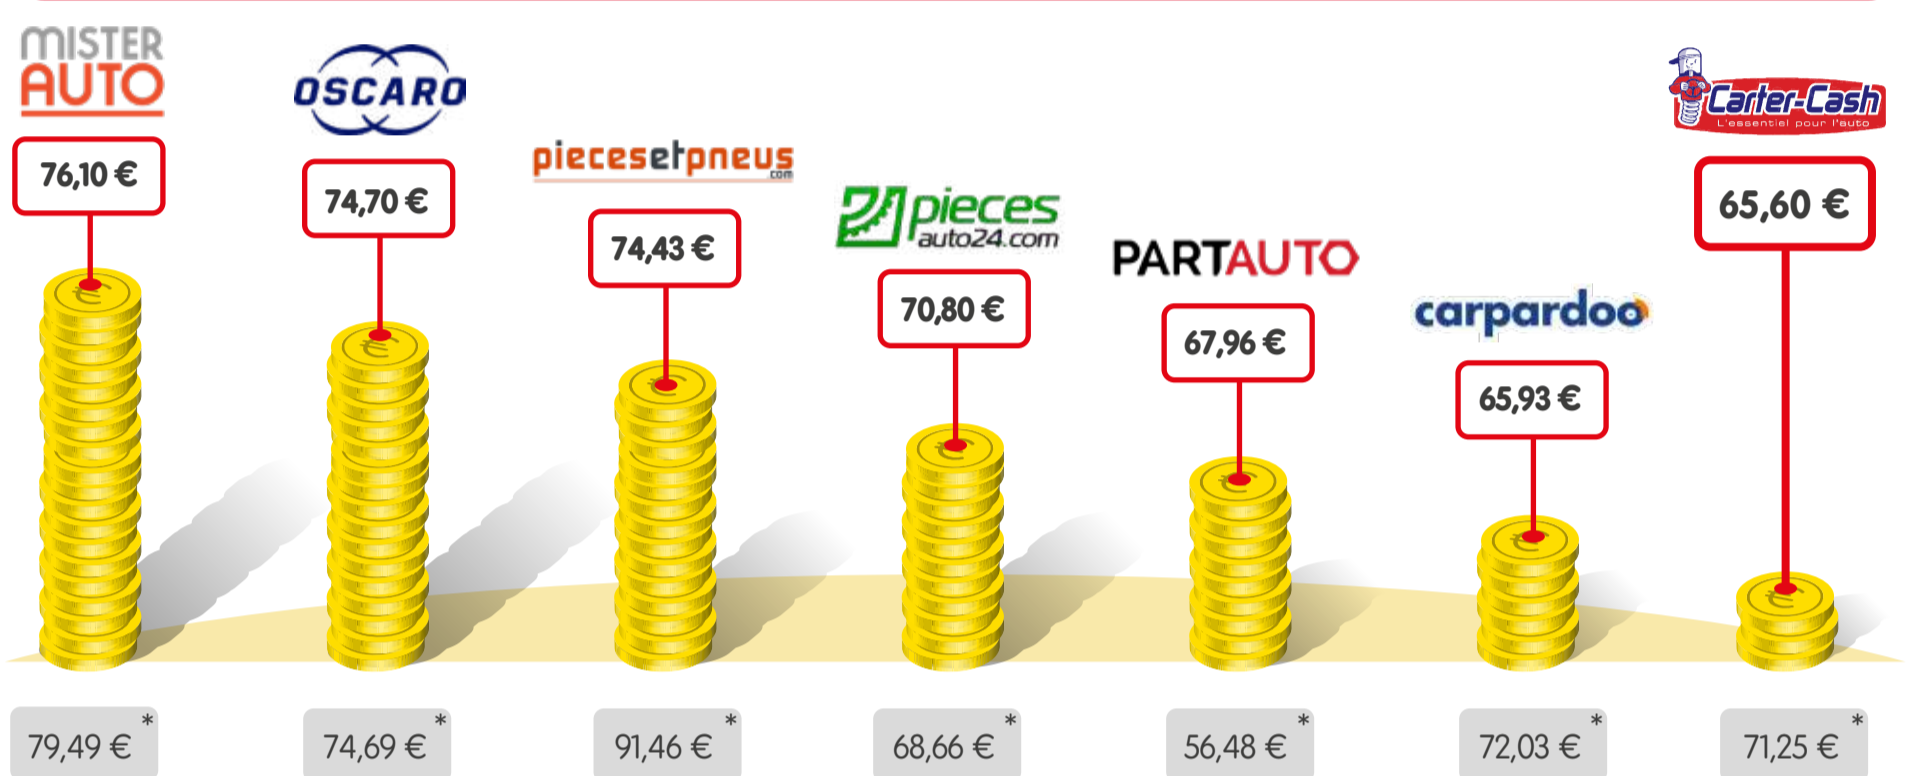 MISTER
AUTO
76,10 €
OSCARO
74,70 €
piecesetpneus
.com
74,43 €
pieces
auto24.com
70,80 €
PARTAUTO
67,96 €
carpardoo
65,93 €
Carter-Cash
L'essentiel pour l'auto
65,60 €
79,49 € *
74,69 € *
91,46 € *
68,66 € *
56,48 € *
72,03 € *
71,25 € *